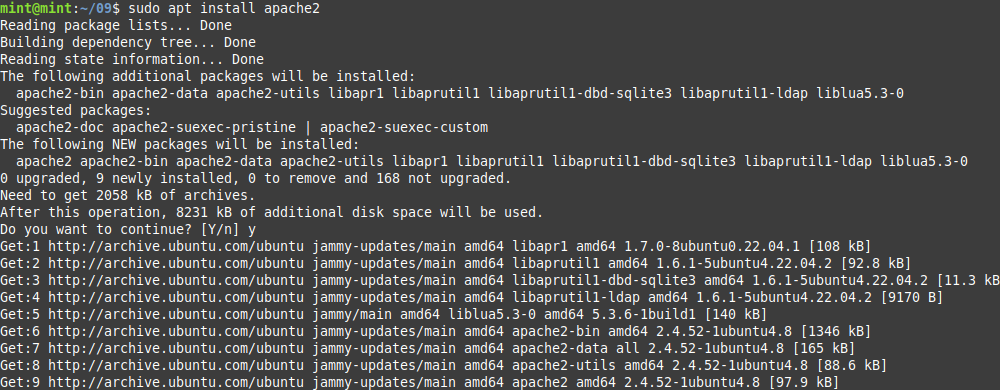 mint@mint:~/09$ sudo apt install apache2
Reading package lists... Done
Building dependency tree... Done
Reading state information... Done
The following additional packages will be installed:
  apache2-bin apache2-data apache2-utils libapr1 libaprutil1 libaprutil1-dbd-sqlite3 libaprutil1-ldap liblua5.3-0
Suggested packages:
  apache2-doc apache2-suexec-pristine | apache2-suexec-custom
The following NEW packages will be installed:
  apache2 apache2-bin apache2-data apache2-utils libapr1 libaprutil1 libaprutil1-dbd-sqlite3 libaprutil1-ldap liblua5.3-0
0 upgraded, 9 newly installed, 0 to remove and 168 not upgraded.
Need to get 2058 kB of archives.
After this operation, 8231 kB of additional disk space will be used.
Do you want to continue? [Y/n] y
Get:1 http://archive.ubuntu.com/ubuntu jammy-updates/main amd64 libapr1 amd64 1.7.0-8ubuntu0.22.04.1 [108 kB]
Get:2 http://archive.ubuntu.com/ubuntu jammy-updates/main amd64 libaprutil1 amd64 1.6.1-5ubuntu4.22.04.2 [92.8 kB]
Get:3 http://archive.ubuntu.com/ubuntu jammy-updates/main amd64 libaprutil1-dbd-sqlite3 amd64 1.6.1-5ubuntu4.22.04.2 [11.3 kB
Get:4 http://archive.ubuntu.com/ubuntu jammy-updates/main amd64 libaprutil1-ldap amd64 1.6.1-5ubuntu4.22.04.2 [9170 B]
Get:5 http://archive.ubuntu.com/ubuntu jammy/main amd64 liblua5.3-0 amd64 5.3.6-1build1 [140 kB]
Get:6 http://archive.ubuntu.com/ubuntu jammy-updates/main amd64 apache2-bin amd64 2.4.52-1ubuntu4.8 [1346 kB]
Get:7 http://archive.ubuntu.com/ubuntu jammy-updates/main amd64 apache2-data all 2.4.52-1ubuntu4.8 [165 kB]
Get:8 http://archive.ubuntu.com/ubuntu jammy-updates/main amd64 apache2-utils amd64 2.4.52-1ubuntu4.8 [88.6 kB]
Get:9 http://archive.ubuntu.com/ubuntu jammy-updates/main amd64 apache2 amd64 2.4.52-1ubuntu4.8 [97.9 kB]